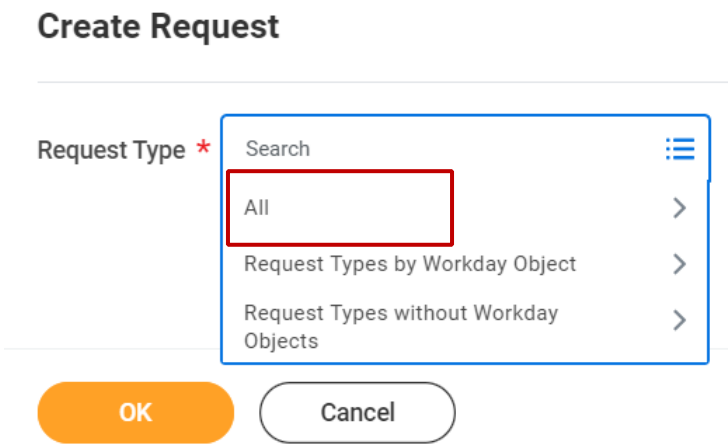 Create Request
Request Type *
Search
All
Request Types by Workday Object
Request Types without Workday
Objects
OK
Cancel